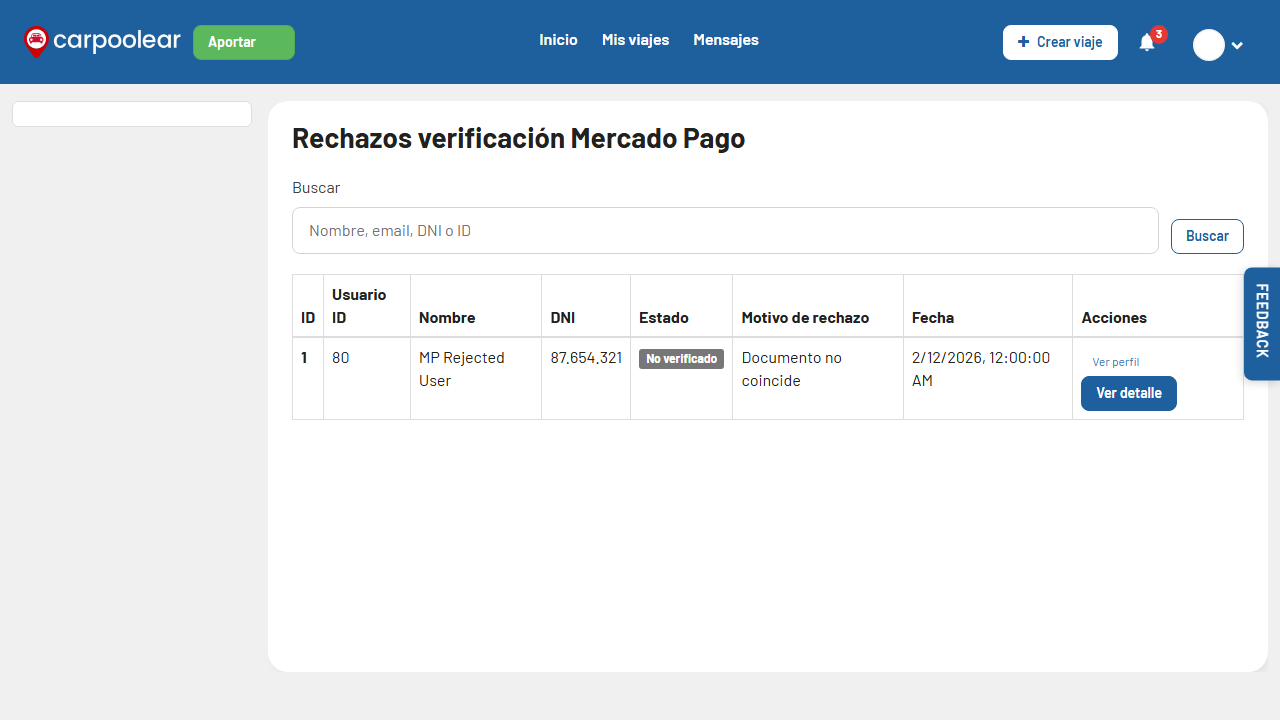 carpoolear
Aportar
Inicio
Mis viajes
Mensajes
Crear viaje
3
Rechazos verificación Mercado Pago
Buscar
Nombre, email, DNI o ID
Buscar
FEEDBACK
ID
Usuario
ID
Nombre
DNI
Estado
Motivo de rechazo
Fecha
Acciones
1
80
MP Rejected
User
87.654.321
No verificado
Documento no
coincide
2/12/2026, 12:00:00
AM
Ver perfil
Ver detalle